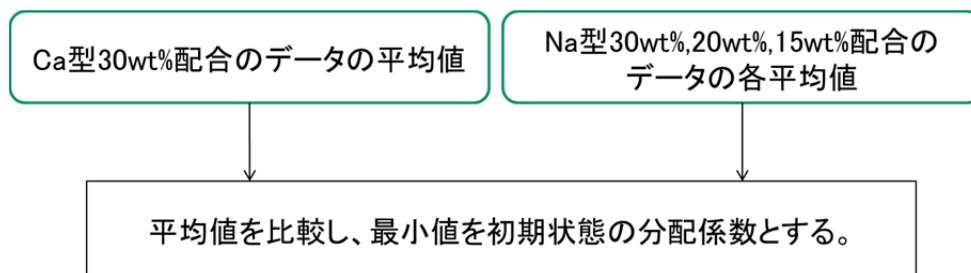 Ca型30wt%配合のデータの平均値
Na型30wt%,20wt%,15wt%配合の
データの各平均値
平均値を比較し、最小値を初期状態の分配係数とする。